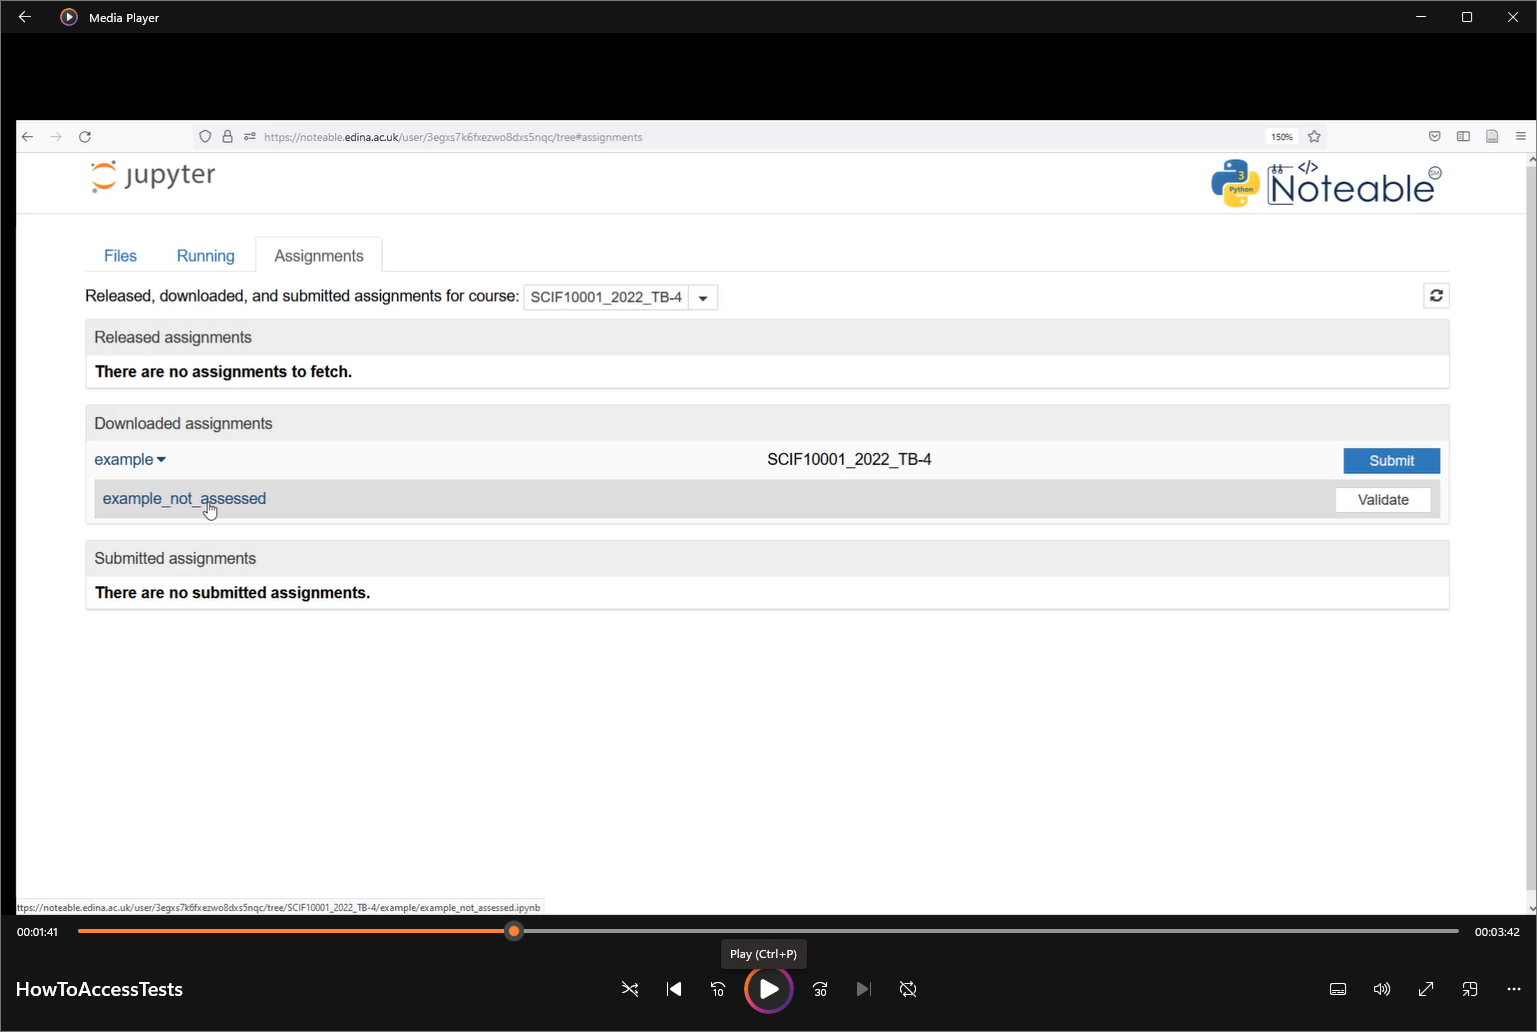 Media Player
https://noteable.edina.ac.uk/user/3egxs7k6fxezwo8dxs5nqc/tree#assignments
150%
jupyter
3
Python
</>
Noteable
SM
Files
Running
Assignments
Released, downloaded, and submitted assignments for course:
SCIF10001_2022_TB-4
Released assignments
There are no assignments to fetch.
Downloaded assignments
example
SCIF10001_2022_TB-4
Submit
example_not_assessed
Validate
Submitted assignments
There are no submitted assignments.
ttps://noteable.edina.ac.uk/user/3egxs7k6fxezwo8dxs5nqc/tree/SCIF10001_2022_TB-4/example/example_not_assessed.ipynb
00:01:41
00:03:42
Play (Ctrl+P)
HowToAccessTests
10
30